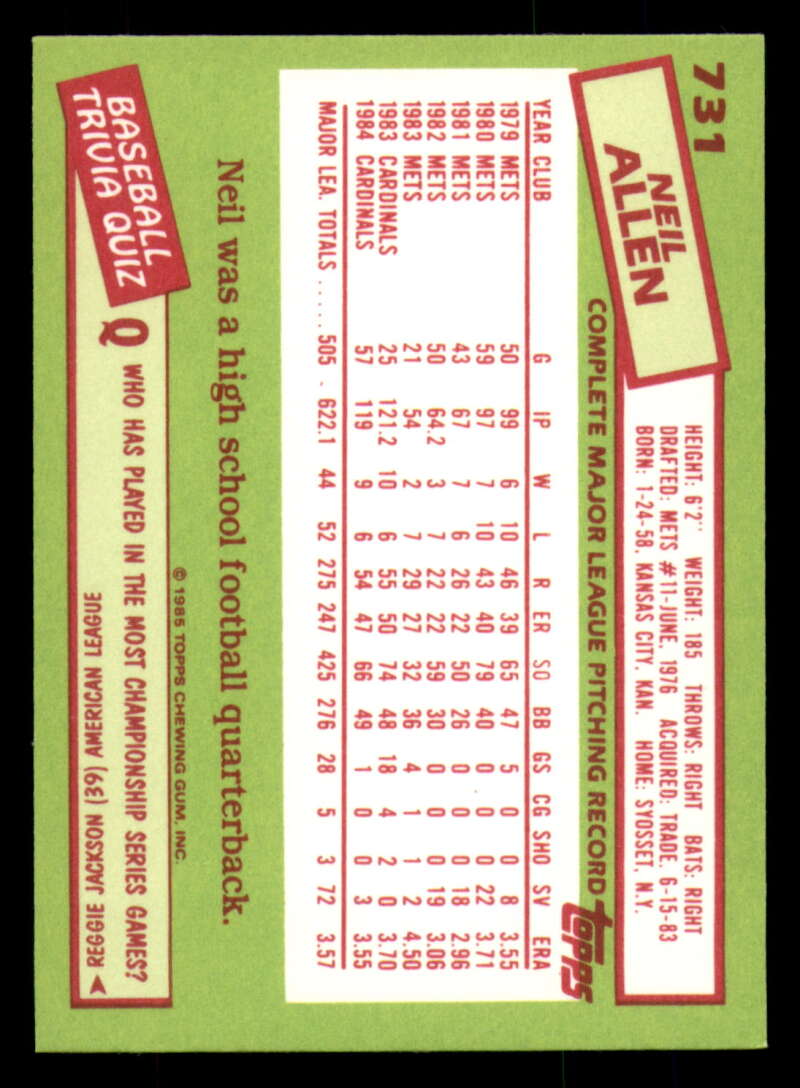 731
NEIL
ALLEN
HEIGHT: 6'2" WEIGHT: 185 THROWS: RIGHT BATS: RIGHT
DRAFTED: METS #11-JUNE, 1976 ACQUIRED: TRADE, 6-15-83
BORN: 1-24-58, KANSAS CITY, KAN. HOME: SYOSSET, N.Y.
COMPLETE MAJOR LEAGUE PITCHING RECORD topps
YEAR CLUB G IP W L R ER SO BB GS CG SHO SV ERA
1979 METS 50 99 6 10 46 39 65 47 5 0 0 8 3.55
1980 METS 59 97 7 10 43 40 79 40 0 0 0 22 3.71
1981 METS 43 67 7 6 26 22 50 26 0 0 0 18 2.96
1982 METS 50 64.2 3 7 22 22 59 30 0 0 0 19 3.06
1983 METS 21 54 2 7 29 27 32 36 4 1 1 2 4.50
1983 CARDINALS 25 121.2 10 6 55 50 74 48 18 4 2 0 3.70
1984 CARDINALS 57 119 9 6 54 47 66 49 1 0 0 3 3.55
MAJOR LEA. TOTALS ..... 505 622.1 44 52 275 247 425 276 28 5 3 72 3.57
Neil was a high school football quarterback.
© 1985 TOPPS CHEWING GUM, INC.
BASEBALL
TRIVIA QUIZ
Q WHO HAS PLAYED IN THE MOST CHAMPIONSHIP SERIES GAMES?
REGGIE JACKSON (39) AMERICAN LEAGUE